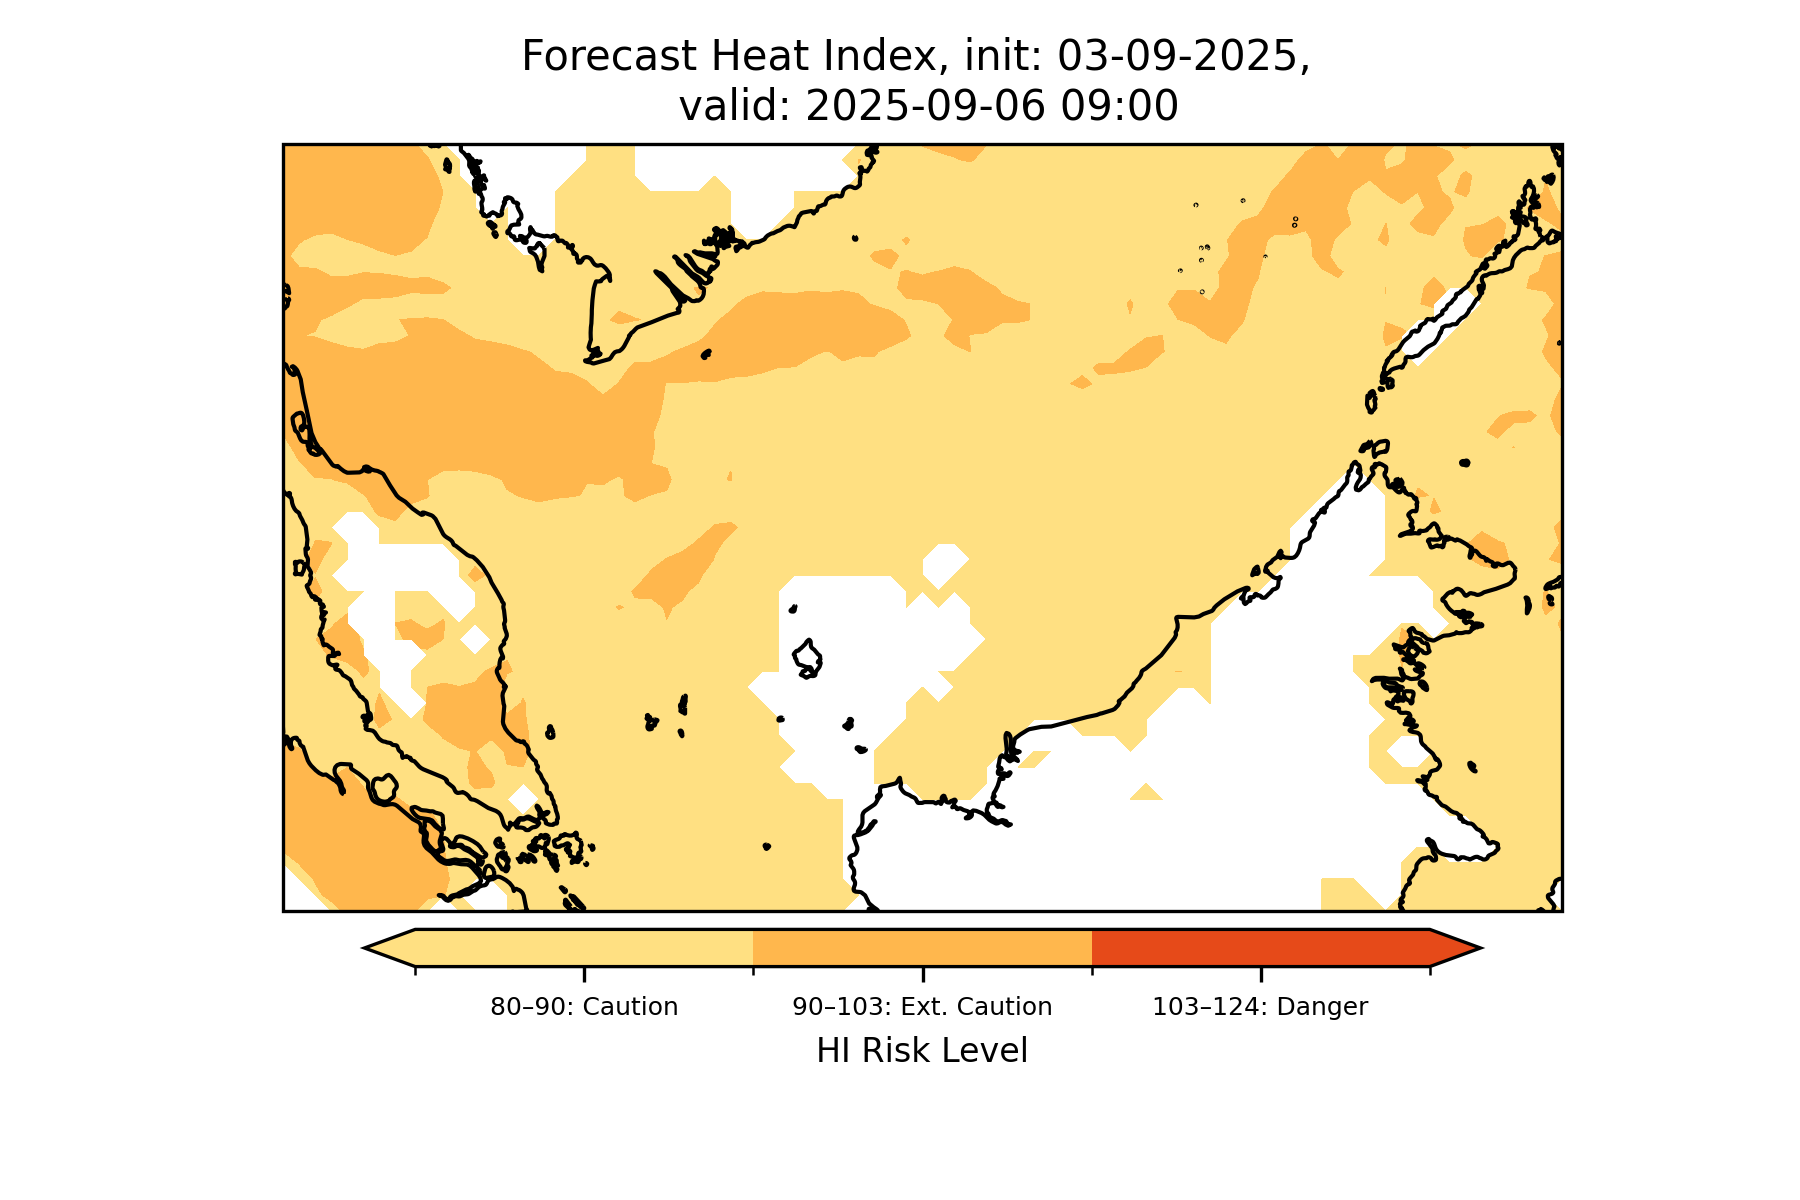 Forecast Heat Index, init: 03-09-2025,
valid: 2025-09-06 09:00
80–90: Caution
90–103: Ext. Caution
103–124: Danger
HI Risk Level